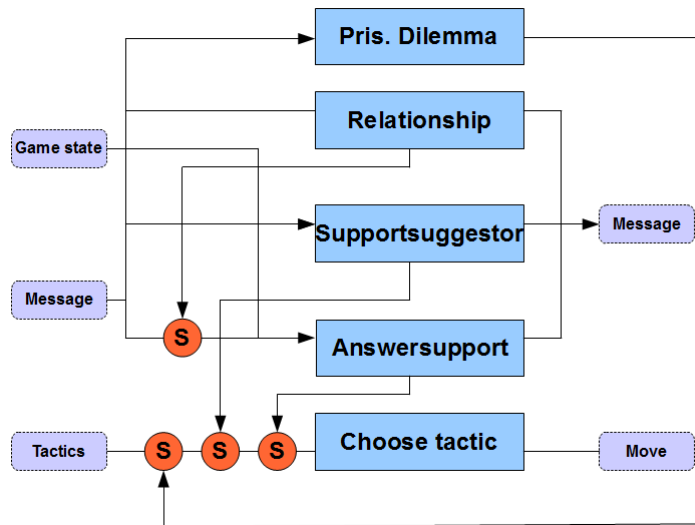 Pris. Dilemma
Relationship
Game state
Supportsuggestor
Message
Message
S
Answersupport
Tactics
S
S
S
Choose tactic
Move